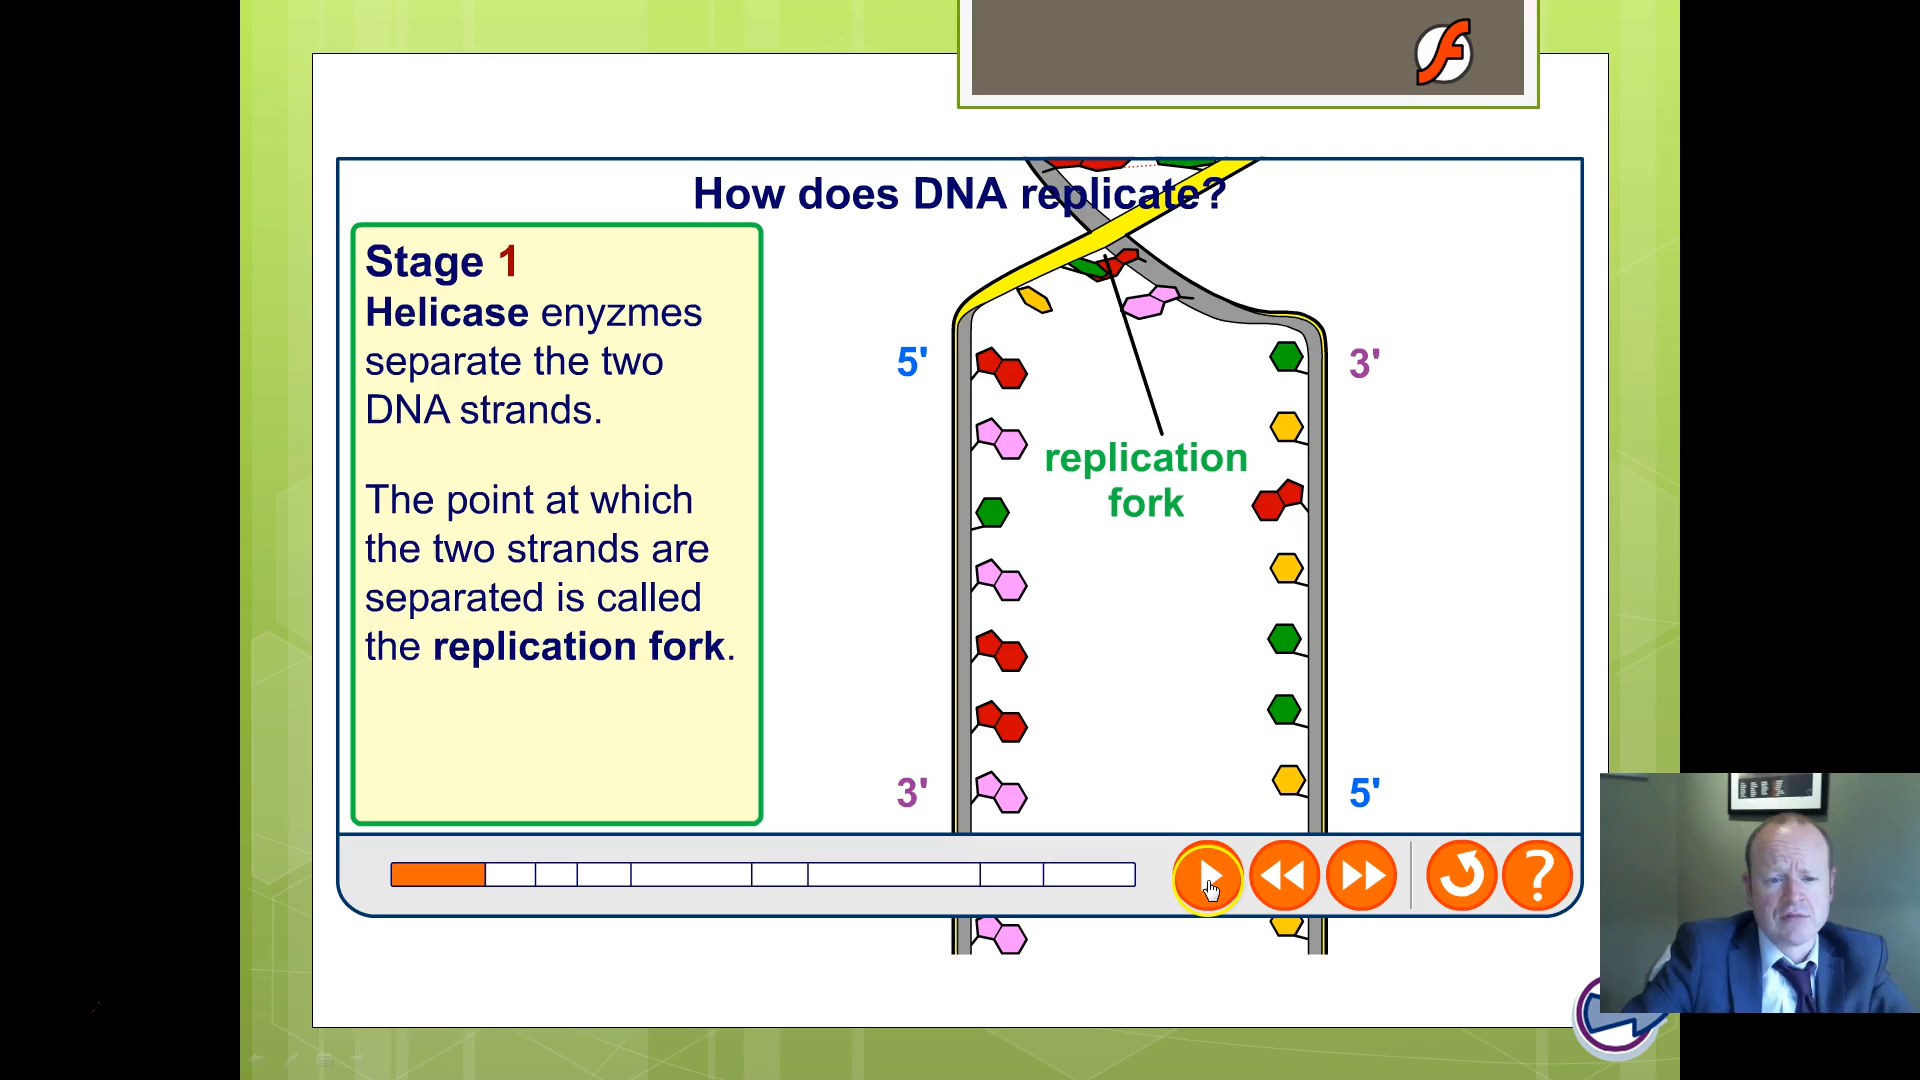 How does DNA replicate?
Stage 1
Helicase enyzmes
separate the two
DNA strands.
The point at which
the two strands are
separated is called
the replication fork.
5'
3'
replication
fork
3'
5'
?